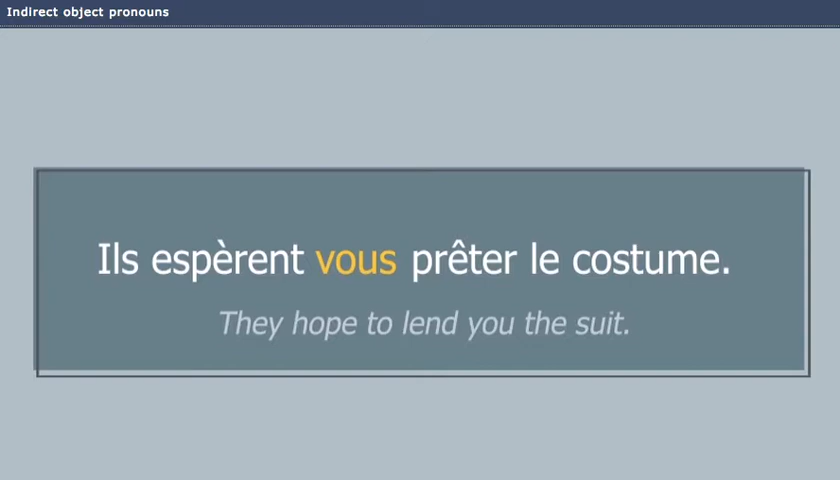 Indirect object pronouns
Ils espèrent vous prêter le costume.
They hope to lend you the suit.